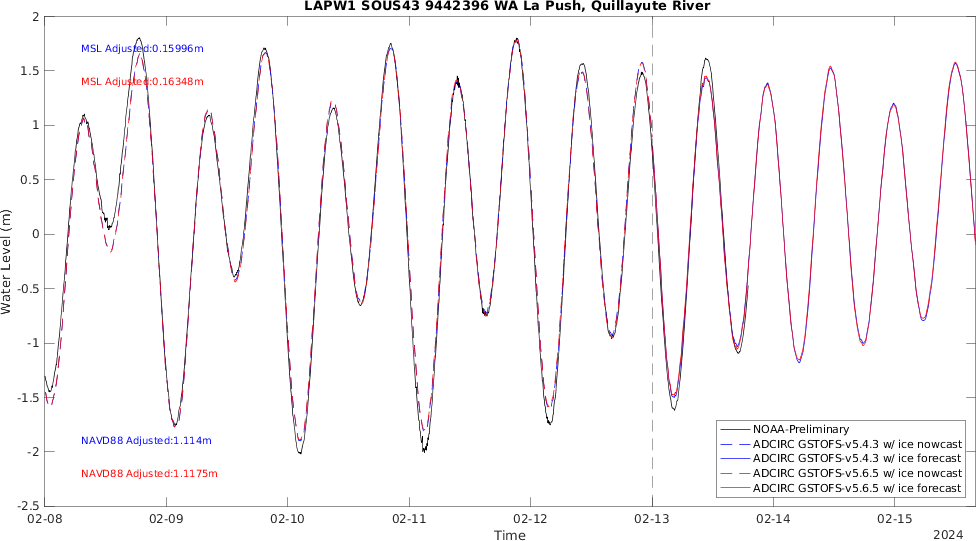 LAPW1 SOUS43 9442396 WA La Push, Quillayute River
2
1.5
1
0.5
0
-0.5
-1
-1.5
-2
-2.5
Water Level (m)
MSL Adjusted:0.15996m
MSL Adjusted:0.16348m
NAVD88 Adjusted:1.114m
NAVD88 Adjusted:1.1175m
NOAA-Preliminary
ADCIRC GSTOFS-v5.4.3 w/ ice nowcast
ADCIRC GSTOFS-v5.4.3 w/ ice forecast
ADCIRC GSTOFS-v5.6.5 w/ ice nowcast
ADCIRC GSTOFS-v5.6.5 w/ ice forecast
02-08 02-09 02-10 02-11 02-12 02-13 02-14 02-15
Time
2024